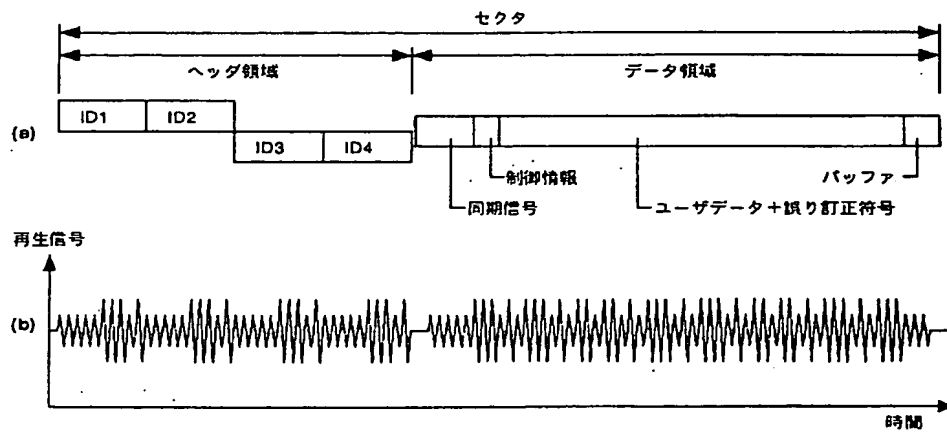 セクタ
ヘッダ領域 データ領域
(a) ID1 ID2
ID3 ID4
制御情報 バッファ
同期信号 ユーザデータ+誤り訂正符号
再生信号
(b)
時間